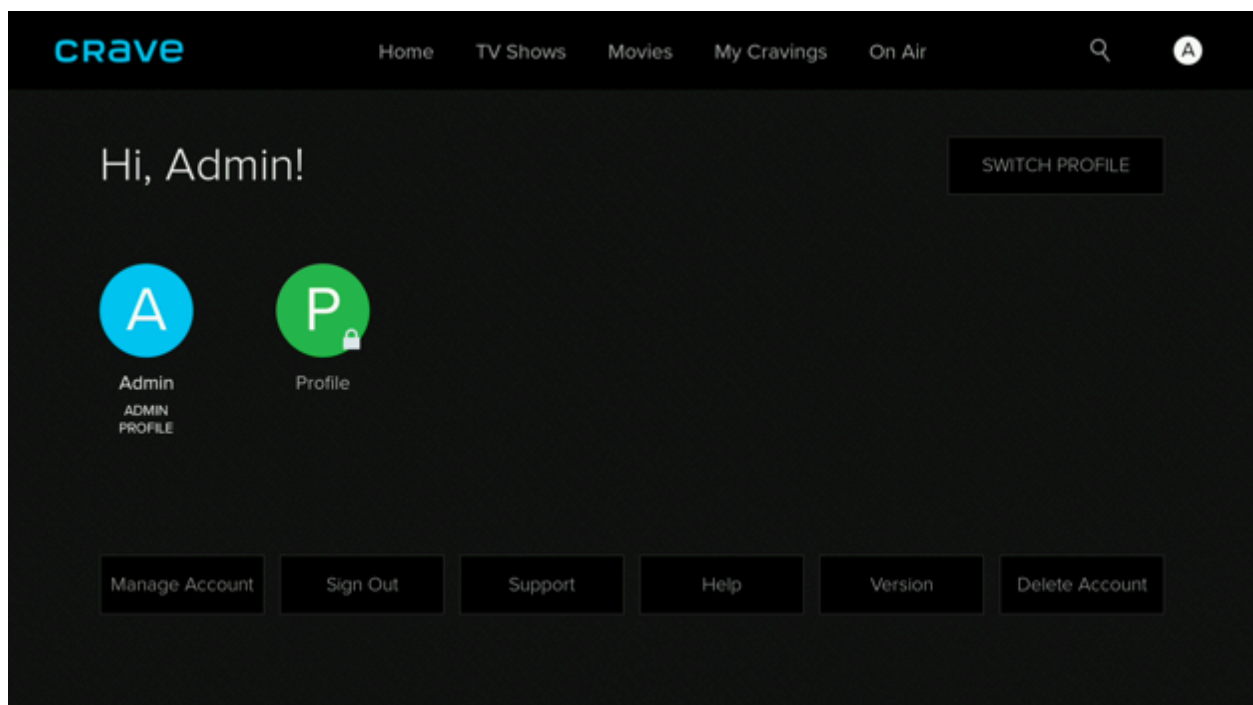 crave Home TV Shows Movies My Cravings On Air A
Hi, Admin! SWITCH PROFILE
A P
Admin Profile
ADMIN
PROFILE
Manage Account Sign Out Support Help Version Delete Account